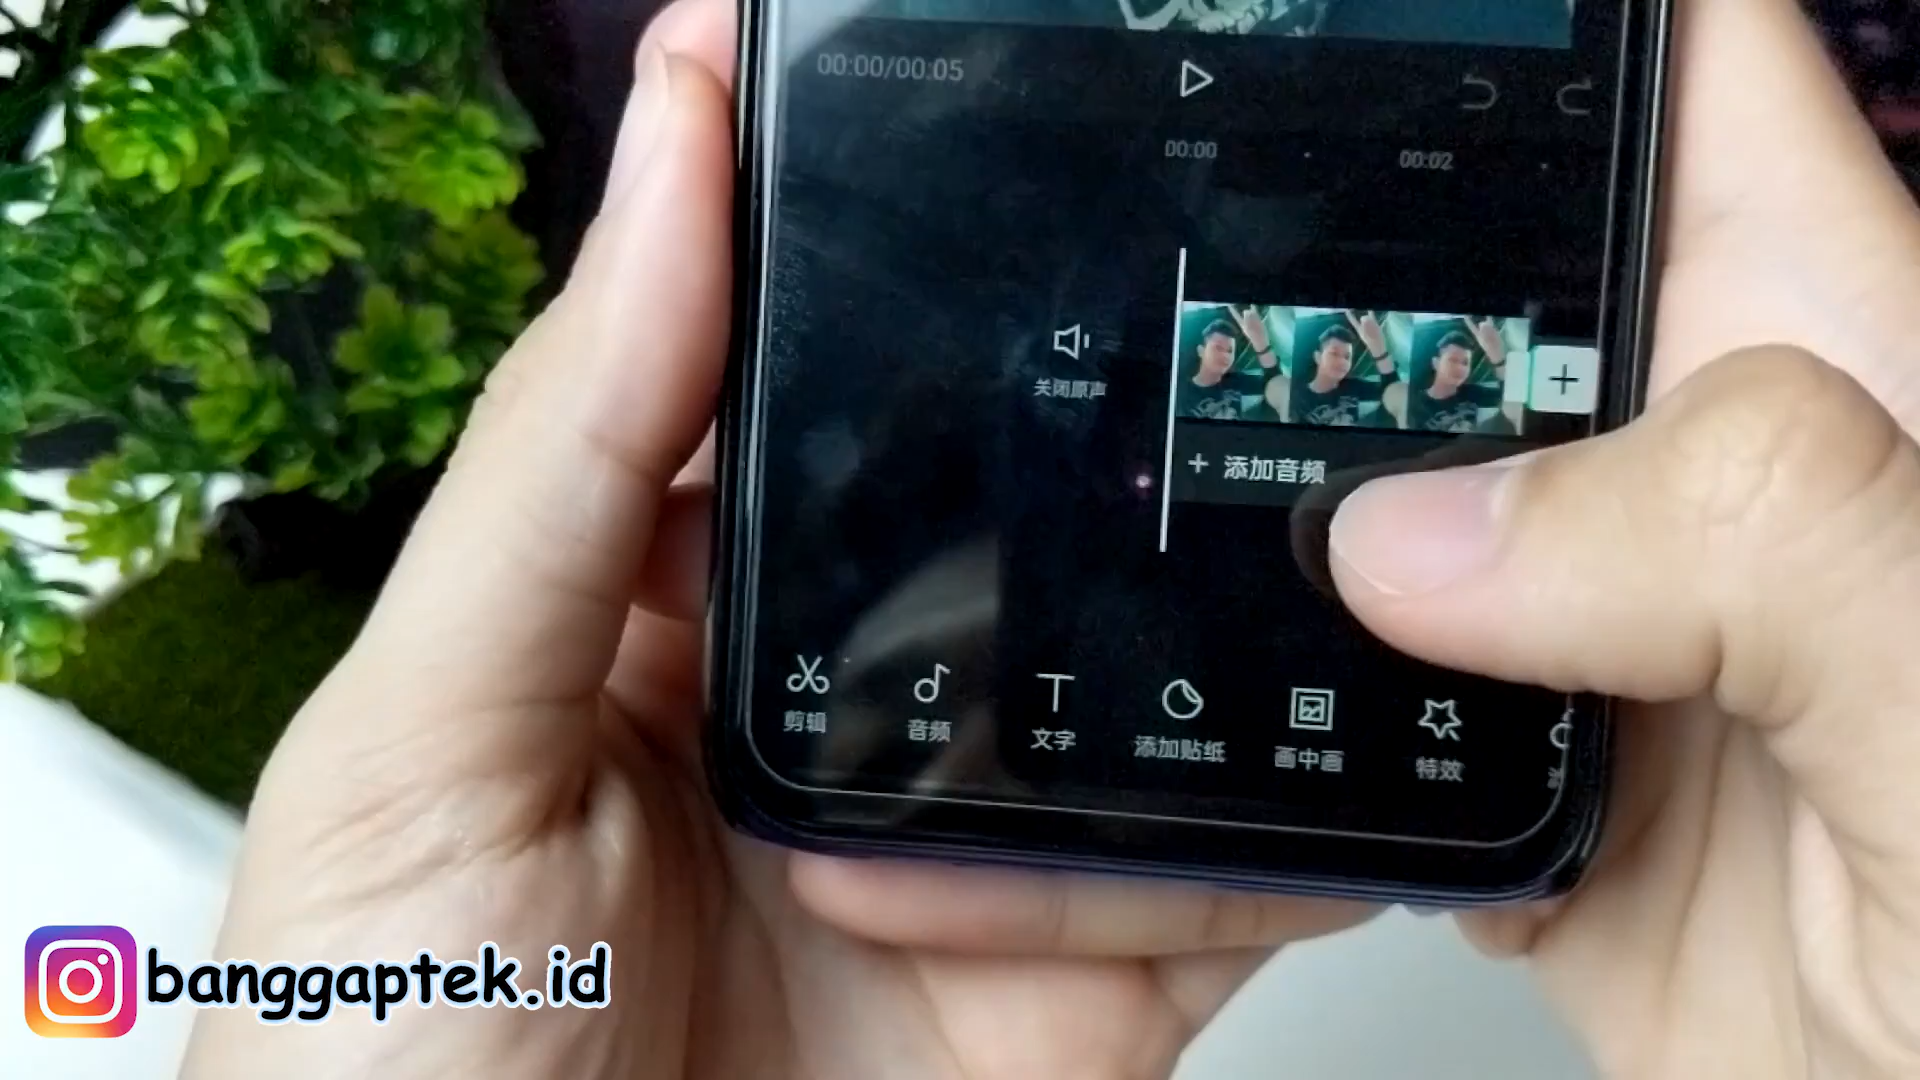 00:00/00:05
00:00
00:02
关闭原声
+ 添加音频
剪辑
音频
文字
添加贴纸
画中画
特效
banggaptek.id